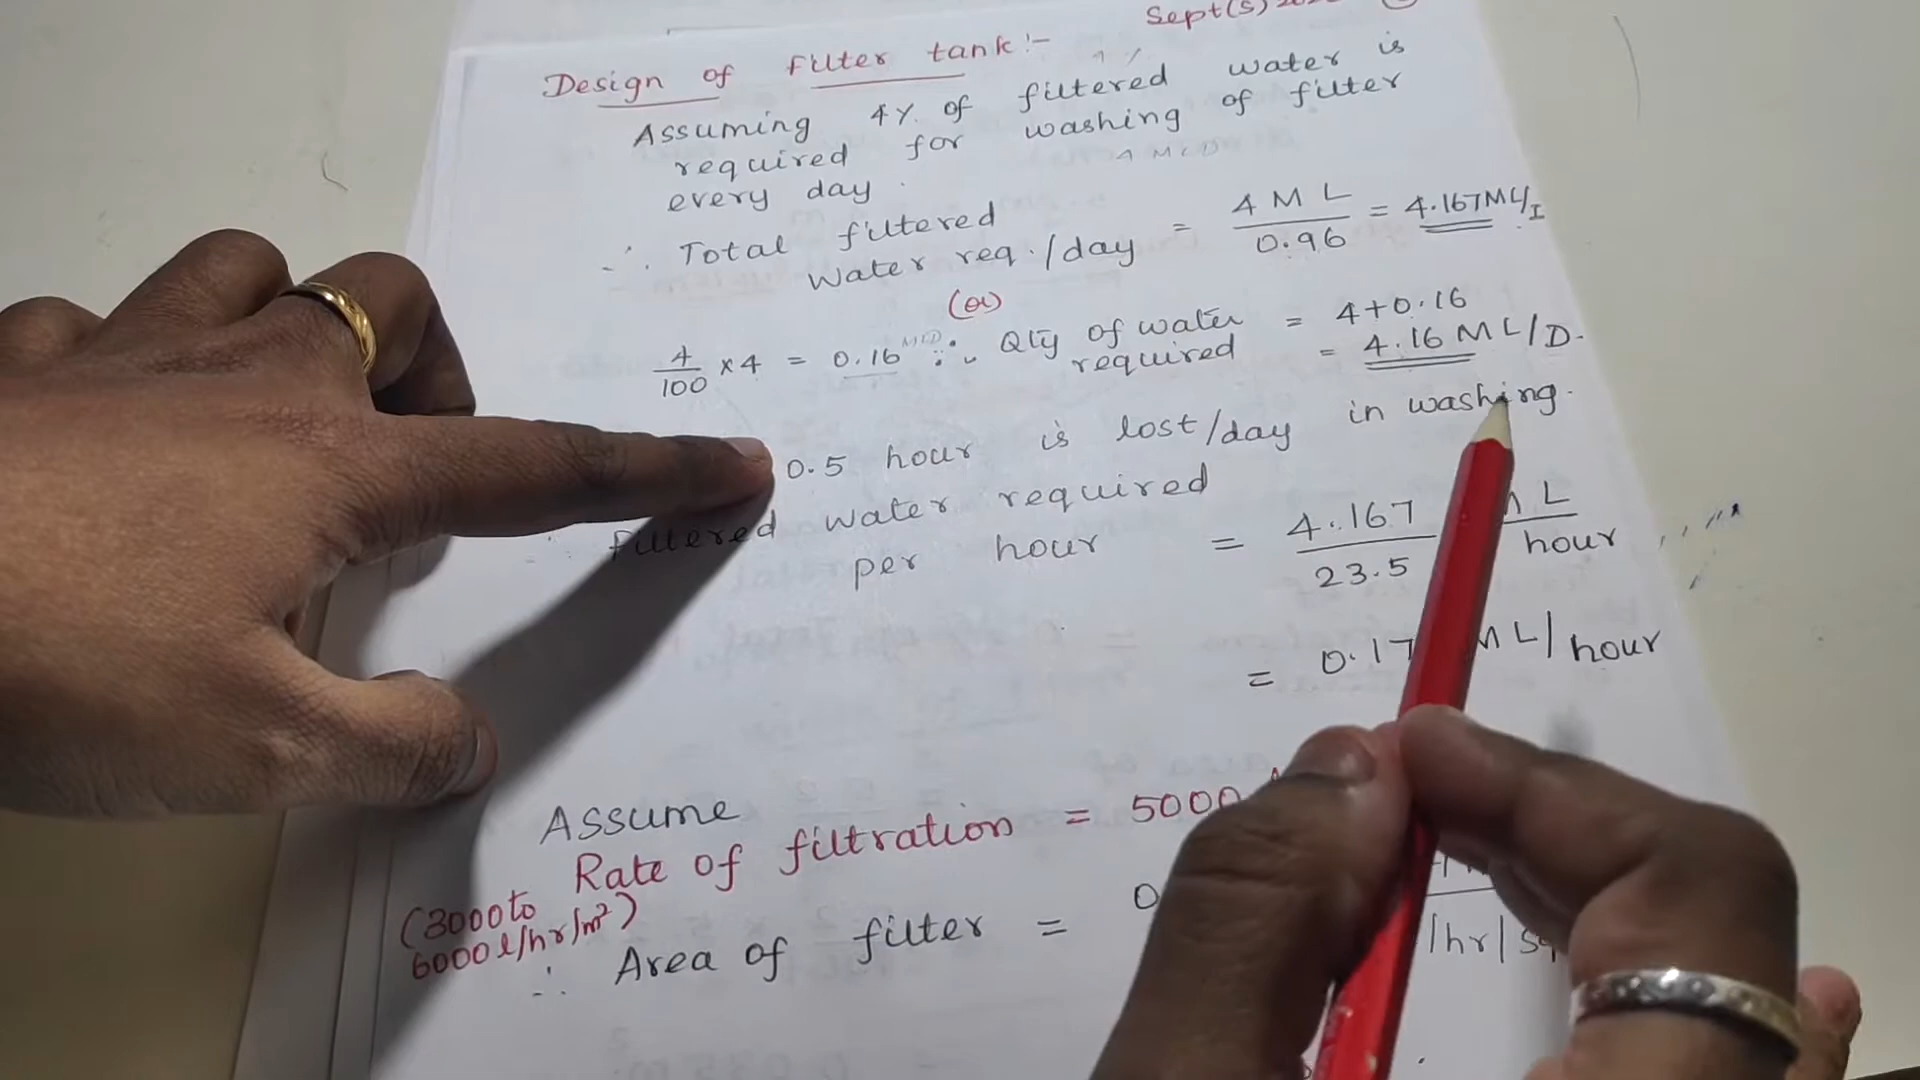 Sept(s)
Design of Filter tank:-
Assuming 4% of filtered water is
required for washing of filter
every day.
4 MLD
∴ Total filtered
Water req./day = 4 ML / 0.96 = 4.167 ML/
(or)
4/100 x 4 = 0.16 MLD ∴ Qty of water required = 4+0.16
= 4.16 ML/D.
0.5 hour is lost/day in washing.
∴ filtered water required
per hour = 4.167 / 23.5 ML / hour
= 0.17 ML/hour
Assume
Rate of filtration = 5000
(3000 to
6000 l/hr/m²)
∴ Area of filter = 0
/hr/